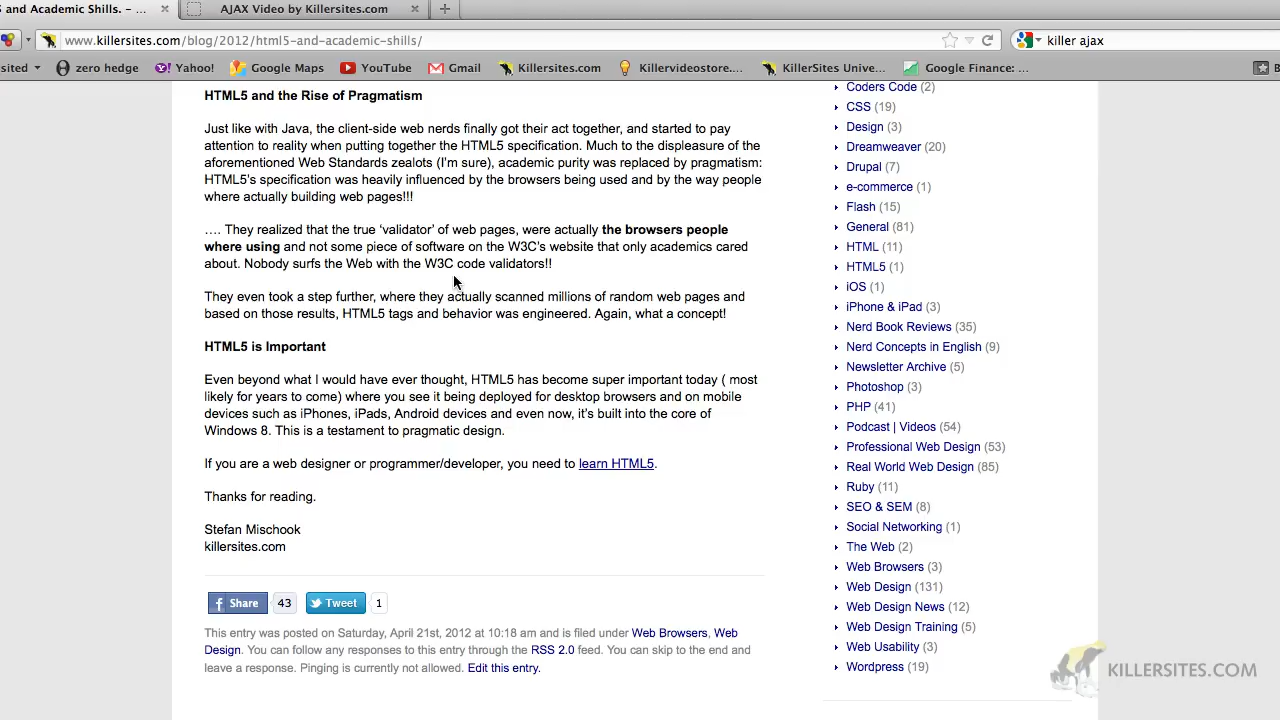 S and Academic Skills. – ...
AJAX Video by Killersites.com
www.killersites.com/blog/2012/html5-and-academic-skills/
killer ajax
sited
zero hedge
Yahoo!
Google Maps
YouTube
Gmail
Killersites.com
Killervideostore....
KillerSites Unive...
Google Finance: ...
B
HTML5 and the Rise of Pragmatism
Just like with Java, the client-side web nerds finally got their act together, and started to pay
attention to reality when putting together the HTML5 specification. Much to the displeasure of the
aforementioned Web Standards zealots (I'm sure), academic purity was replaced by pragmatism:
HTML5's specification was heavily influenced by the browsers being used and by the way people
where actually building web pages!!!
…. They realized that the true ‘validator’ of web pages, were actually the browsers people
where using and not some piece of software on the W3C's website that only academics cared
about. Nobody surfs the Web with the W3C code validators!!
They even took a step further, where they actually scanned millions of random web pages and
based on those results, HTML5 tags and behavior was engineered. Again, what a concept!
HTML5 is Important
Even beyond what I would have ever thought, HTML5 has become super important today ( most
likely for years to come) where you see it being deployed for desktop browsers and on mobile
devices such as iPhones, iPads, Android devices and even now, it's built into the core of
Windows 8. This is a testament to pragmatic design.
If you are a web designer or programmer/developer, you need to learn HTML5.
Thanks for reading.
Stefan Mischook
killersites.com
Share 43 Tweet 1
This entry was posted on Saturday, April 21st, 2012 at 10:18 am and is filed under Web Browsers, Web
Design. You can follow any responses to this entry through the RSS 2.0 feed. You can skip to the end and
leave a response. Pinging is currently not allowed. Edit this entry.
Coders Code (2)
CSS (19)
Design (3)
Dreamweaver (20)
Drupal (7)
e-commerce (1)
Flash (15)
General (81)
HTML (11)
HTML5 (1)
iOS (1)
iPhone & iPad (3)
Nerd Book Reviews (35)
Nerd Concepts in English (9)
Newsletter Archive (5)
Photoshop (3)
PHP (41)
Podcast | Videos (54)
Professional Web Design (53)
Real World Web Design (85)
Ruby (11)
SEO & SEM (8)
Social Networking (1)
The Web (2)
Web Browsers (3)
Web Design (131)
Web Design News (12)
Web Design Training (5)
Web Usability (3)
Wordpress (19)
KILLERSITES.COM